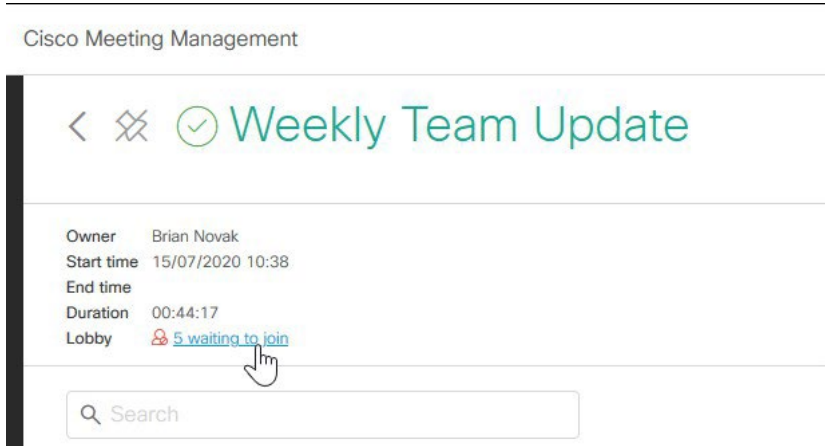 Cisco Meeting Management
Weekly Team Update
Owner Brian Novak
Start time 15/07/2020 10:38
End time
Duration 00:44:17
Lobby 5 waiting to join
Search